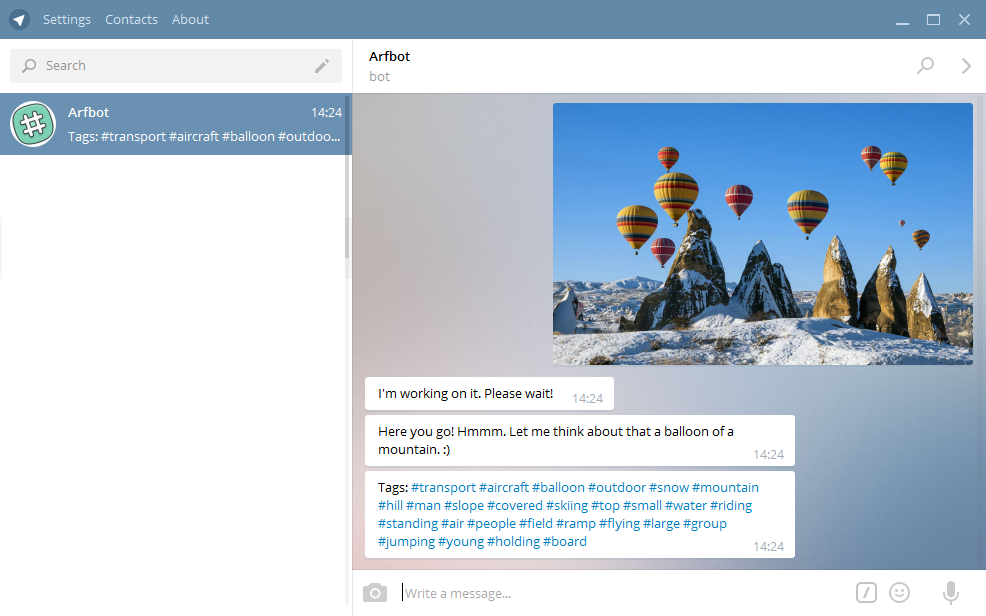 Settings Contacts About
Search
Arfbot 14:24
Tags: #transport #aircraft #balloon #outdoo...
Arfbot
bot
I'm working on it. Please wait! 14:24
Here you go! Hmmm. Let me think about that a balloon of a
mountain. :) 14:24
Tags: #transport #aircraft #balloon #outdoor #snow #mountain
#hill #man #slope #covered #skiing #top #small #water #riding
#standing #air #people #field #ramp #flying #large #group
#jumping #young #holding #board 14:24
Write a message...